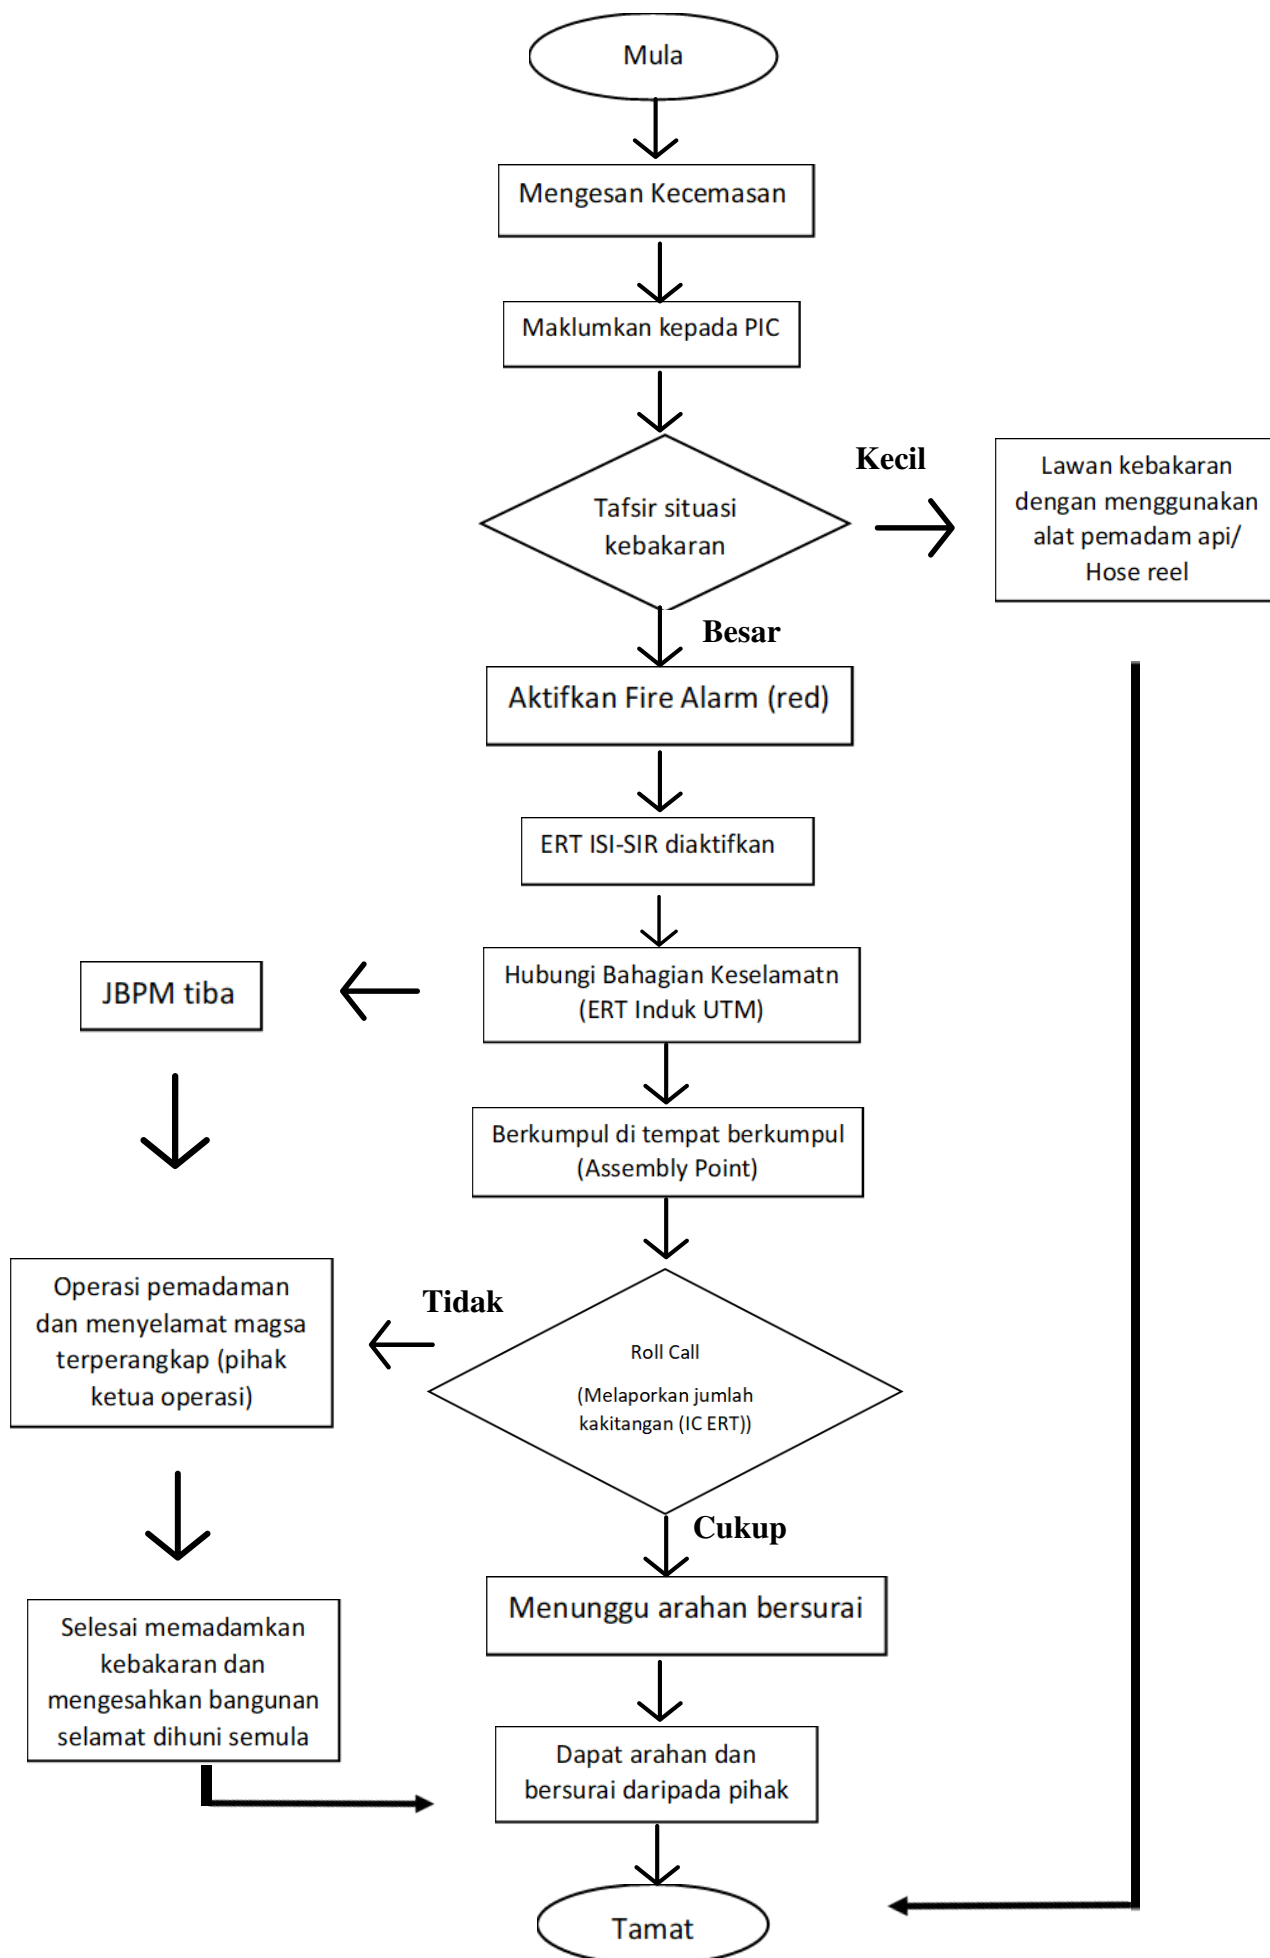 Mula
Mengesan Kecemasan
Maklumkan kepada PIC
Tafsir situasi
kebakaran
Kecil
Lawan kebakaran
dengan menggunakan
alat pemadam api/
Hose reel
Besar
Aktifkan Fire Alarm (red)
ERT ISI-SIR diaktifkan
Hubungi Bahagian Keselamatn
(ERT Induk UTM)
JBPM tiba
Berkumpul di tempat berkumpul
(Assembly Point)
Operasi pemadaman
dan menyelamat magsa
terperangkap (pihak
ketua operasi)
Tidak
Roll Call
(Melaporkan jumlah
kakitangan (IC ERT))
Cukup
Menunggu arahan bersurai
Selesai memadamkan
kebakaran dan
mengesahkan bangunan
selamat dihuni semula
Dapat arahan dan
bersurai daripada pihak
Tamat